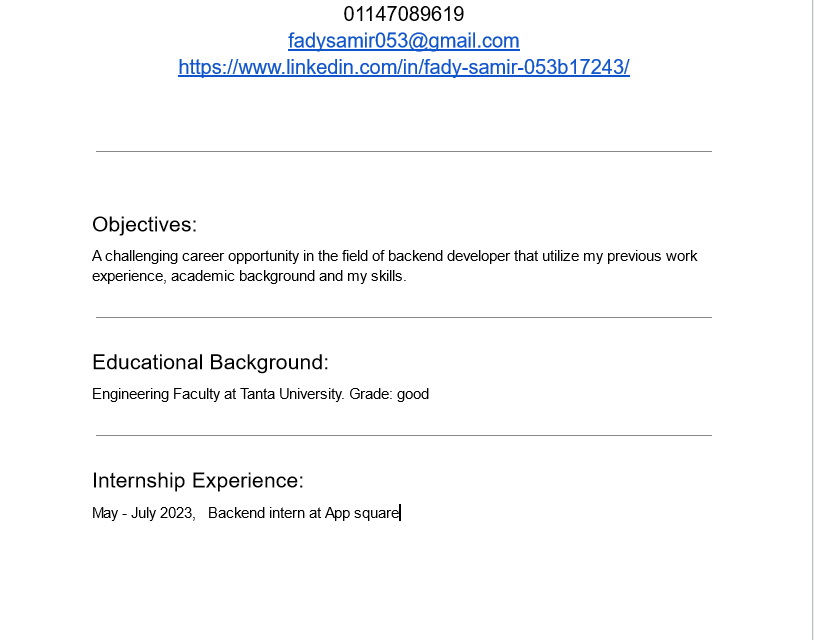 01147089619
fadysamir053@gmail.com
https://www.linkedin.com/in/fady-samir-053b17243/
Objectives:
A challenging career opportunity in the field of backend developer that utilize my previous work
experience, academic background and my skills.
Educational Background:
Engineering Faculty at Tanta University. Grade: good
Internship Experience:
May - July 2023,   Backend intern at App square